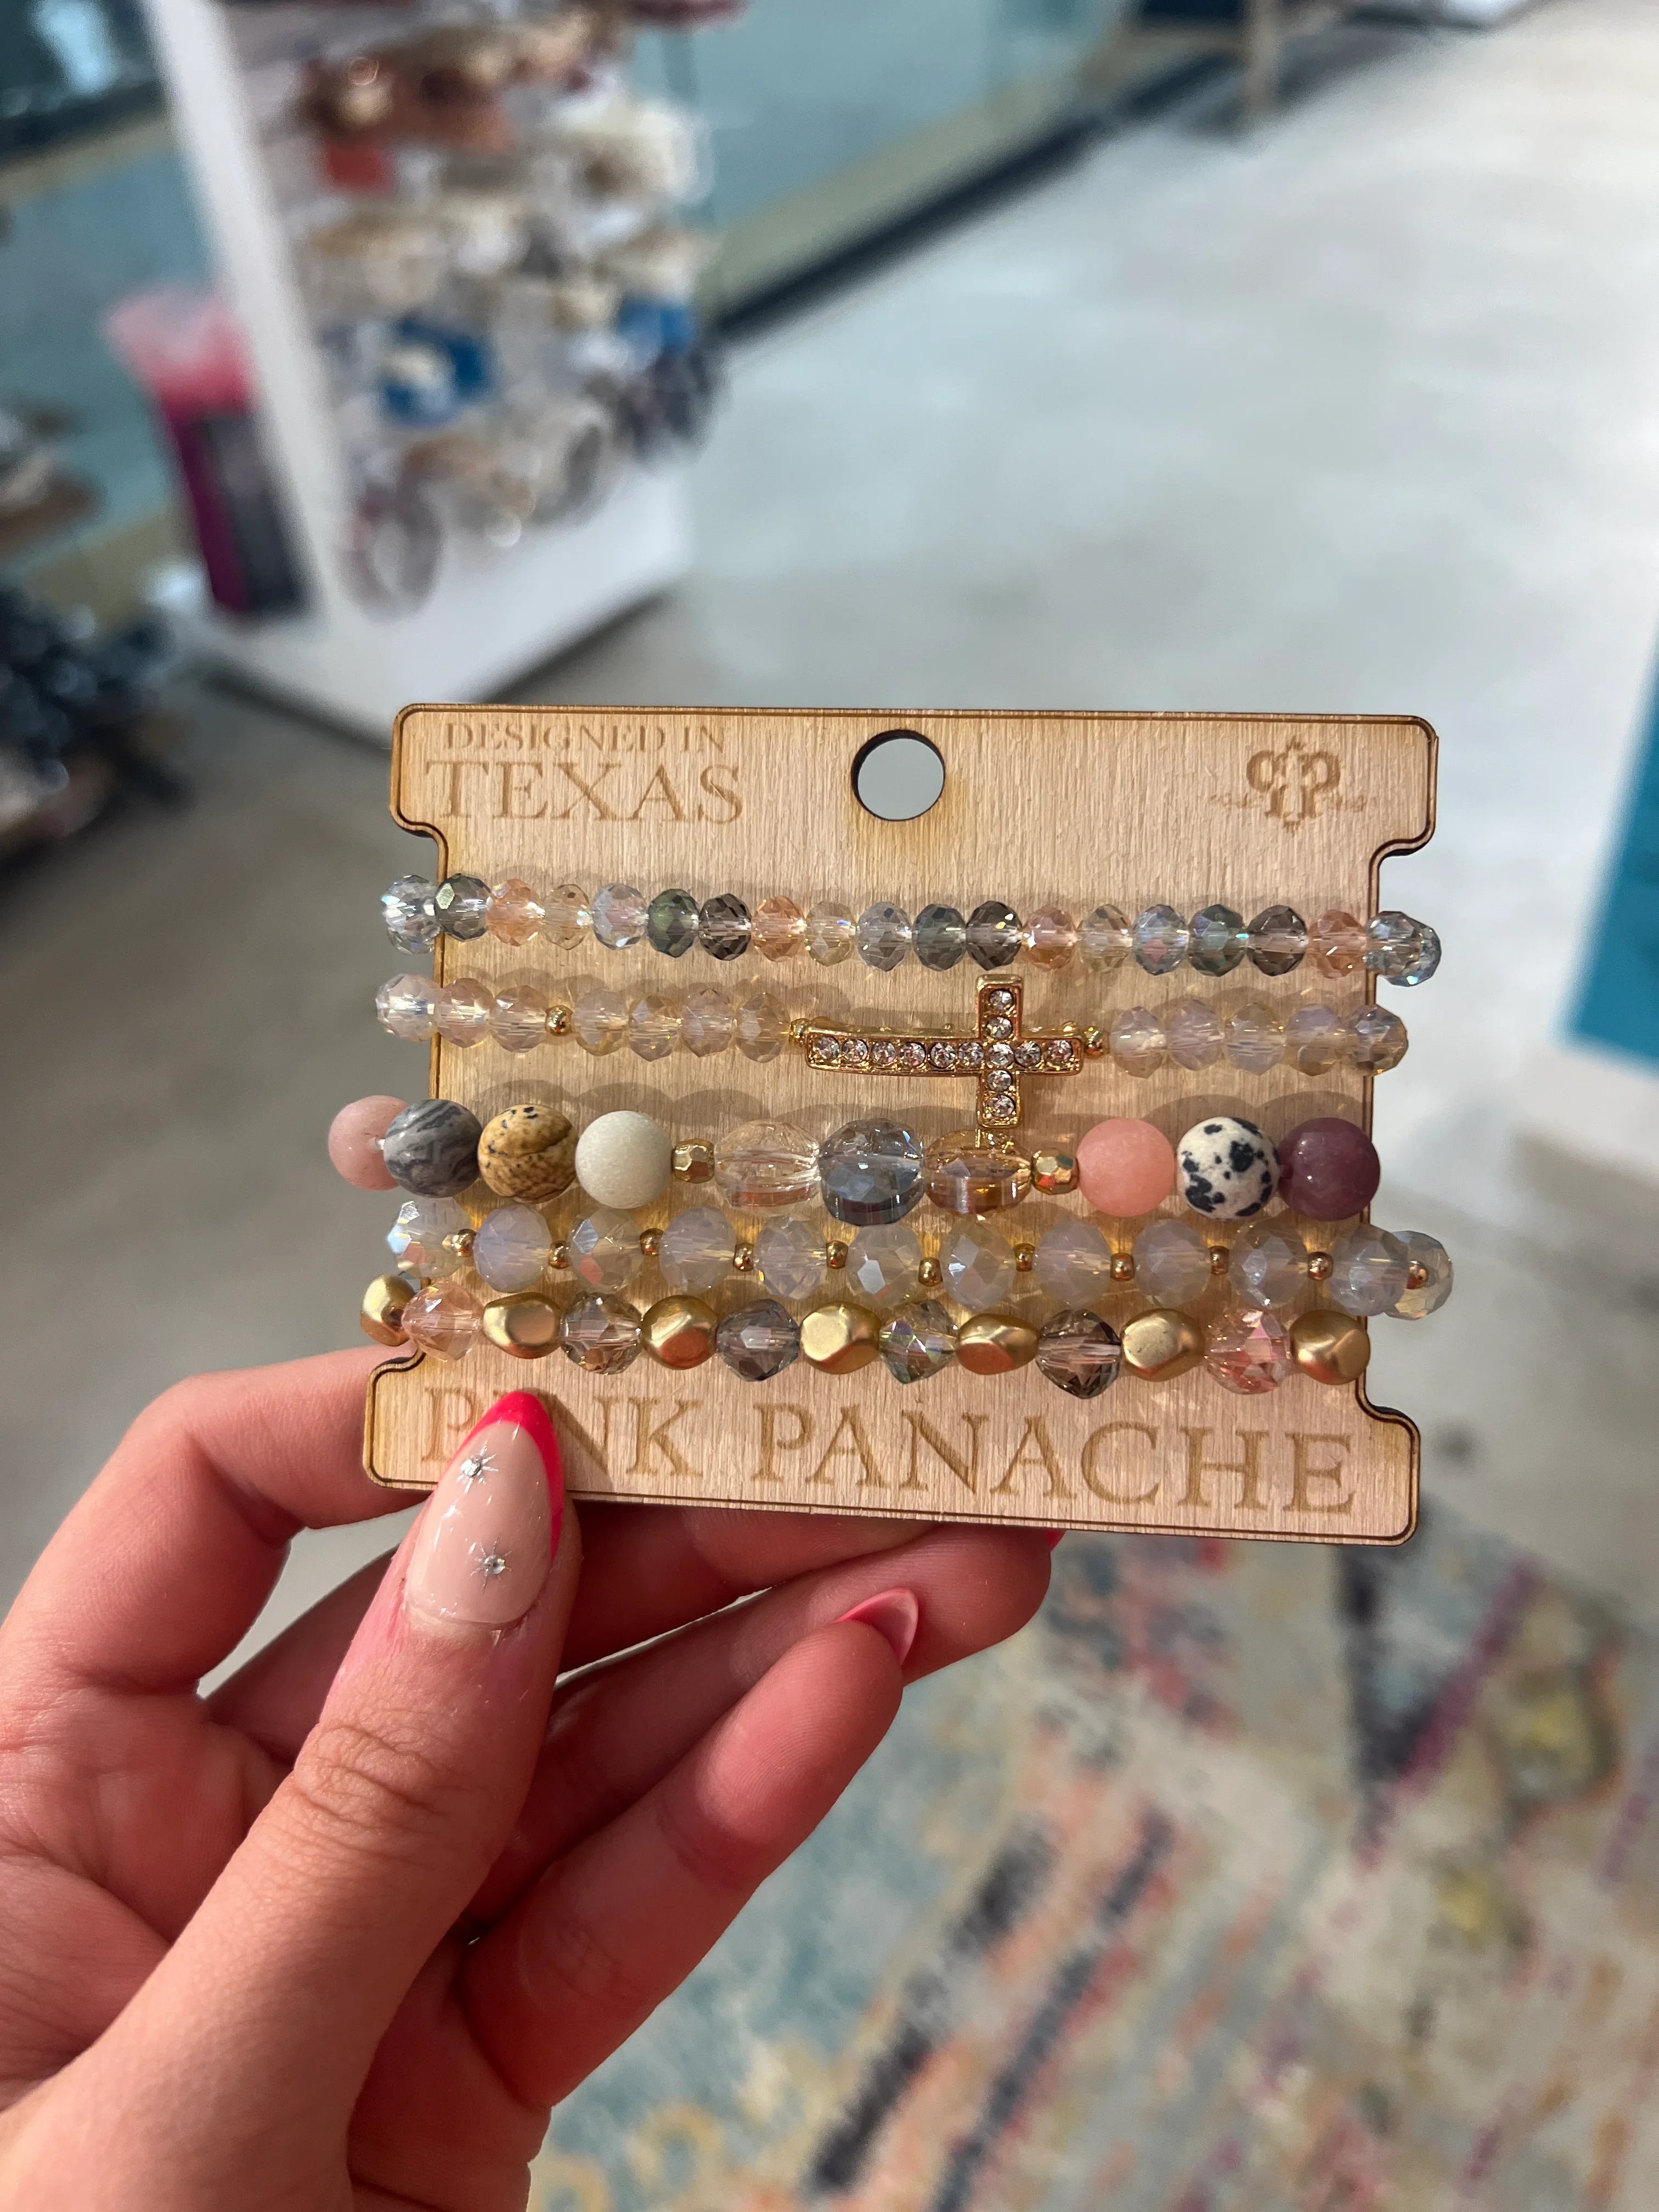 DESIGNED IN
TEXAS
PINK PANACHE